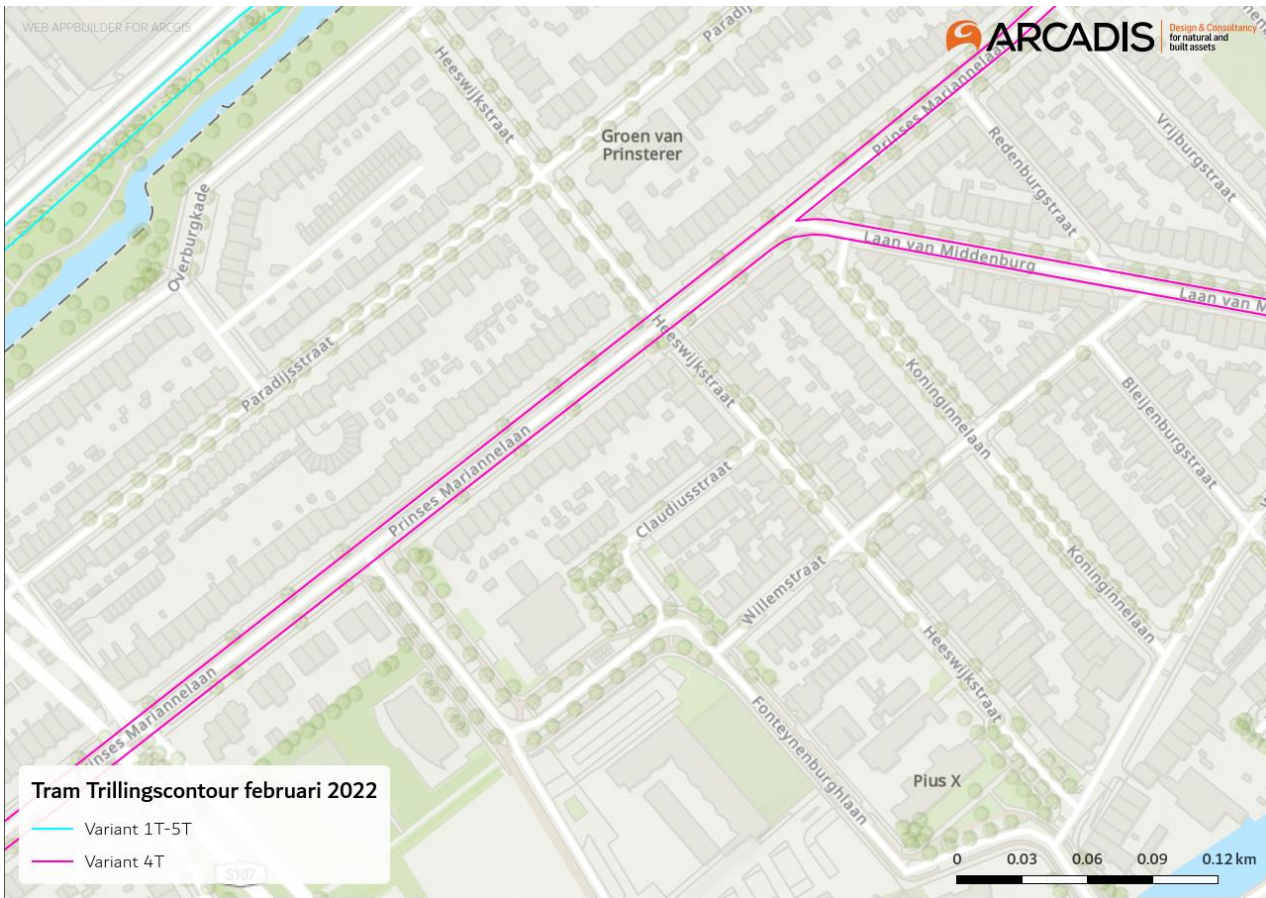 WEB APPBUILDER FOR ARCGIS
ARCADIS
Design & Consultancy
for natural and
built assets
Heeswijkstraat
Groen van
Prinsterer
Prinses Mariannelaan
Redenburgstraat
Vrijburgstraat
Overburgkade
Laan van Middenburg
Laan van M
Paradijsstraat
Heeswijkstraat
Koninginnelaan
Bleijenburgstraat
Prinses Mariannelaan
Claudiusstraat
Willemstraat
Koninginnelaan
Heeswijkstraat
Prinses Mariannelaan
Fonteynenburghlaan
Pius X
Tram Trillingscontour februari 2022
Variant 1T-5T
Variant 4T
S107
0 0.03 0.06 0.09 0.12 km